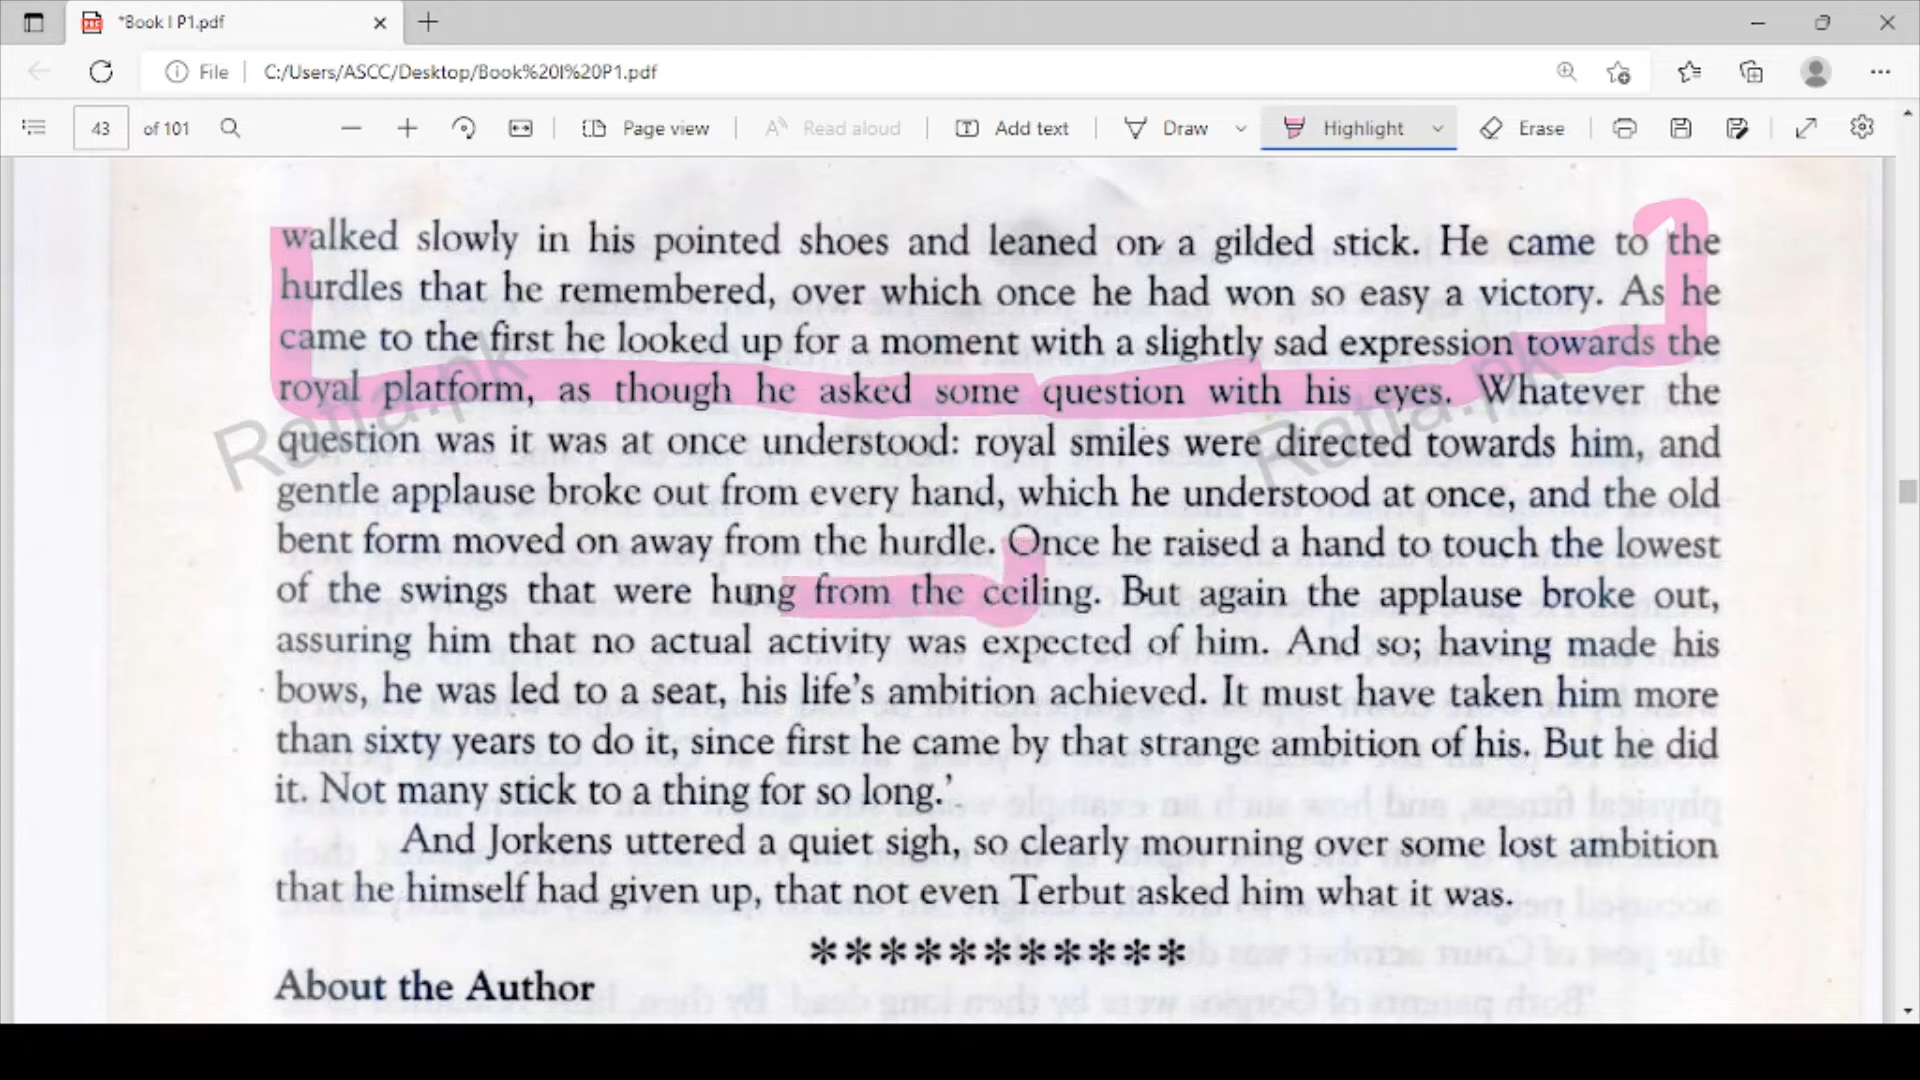 *Book I P1.pdf
File
C:/Users/ASCC/Desktop/Book%20I%20P1.pdf
43 of 101
Page view
Read aloud
Add text
Draw
Highlight
Erase
walked slowly in his pointed shoes and leaned on a gilded stick. He came to the
hurdles that he remembered, over which once he had won so easy a victory. As he
came to the first he looked up for a moment with a slightly sad expression towards the
royal platform, as though he asked some question with his eyes. Whatever the
question was it was at once understood: royal smiles were directed towards him, and
gentle applause broke out from every hand, which he understood at once, and the old
bent form moved on away from the hurdle. Once he raised a hand to touch the lowest
of the swings that were hung from the ceiling. But again the applause broke out,
assuring him that no actual activity was expected of him. And so; having made his
bows, he was led to a seat, his life's ambition achieved. It must have taken him more
than sixty years to do it, since first he came by that strange ambition of his. But he did
it. Not many stick to a thing for so long.'
And Jorkens uttered a quiet sigh, so clearly mourning over some lost ambition
that he himself had given up, that not even Terbut asked him what it was.
***********
About the Author
Ratta.pk
Ratta.pk